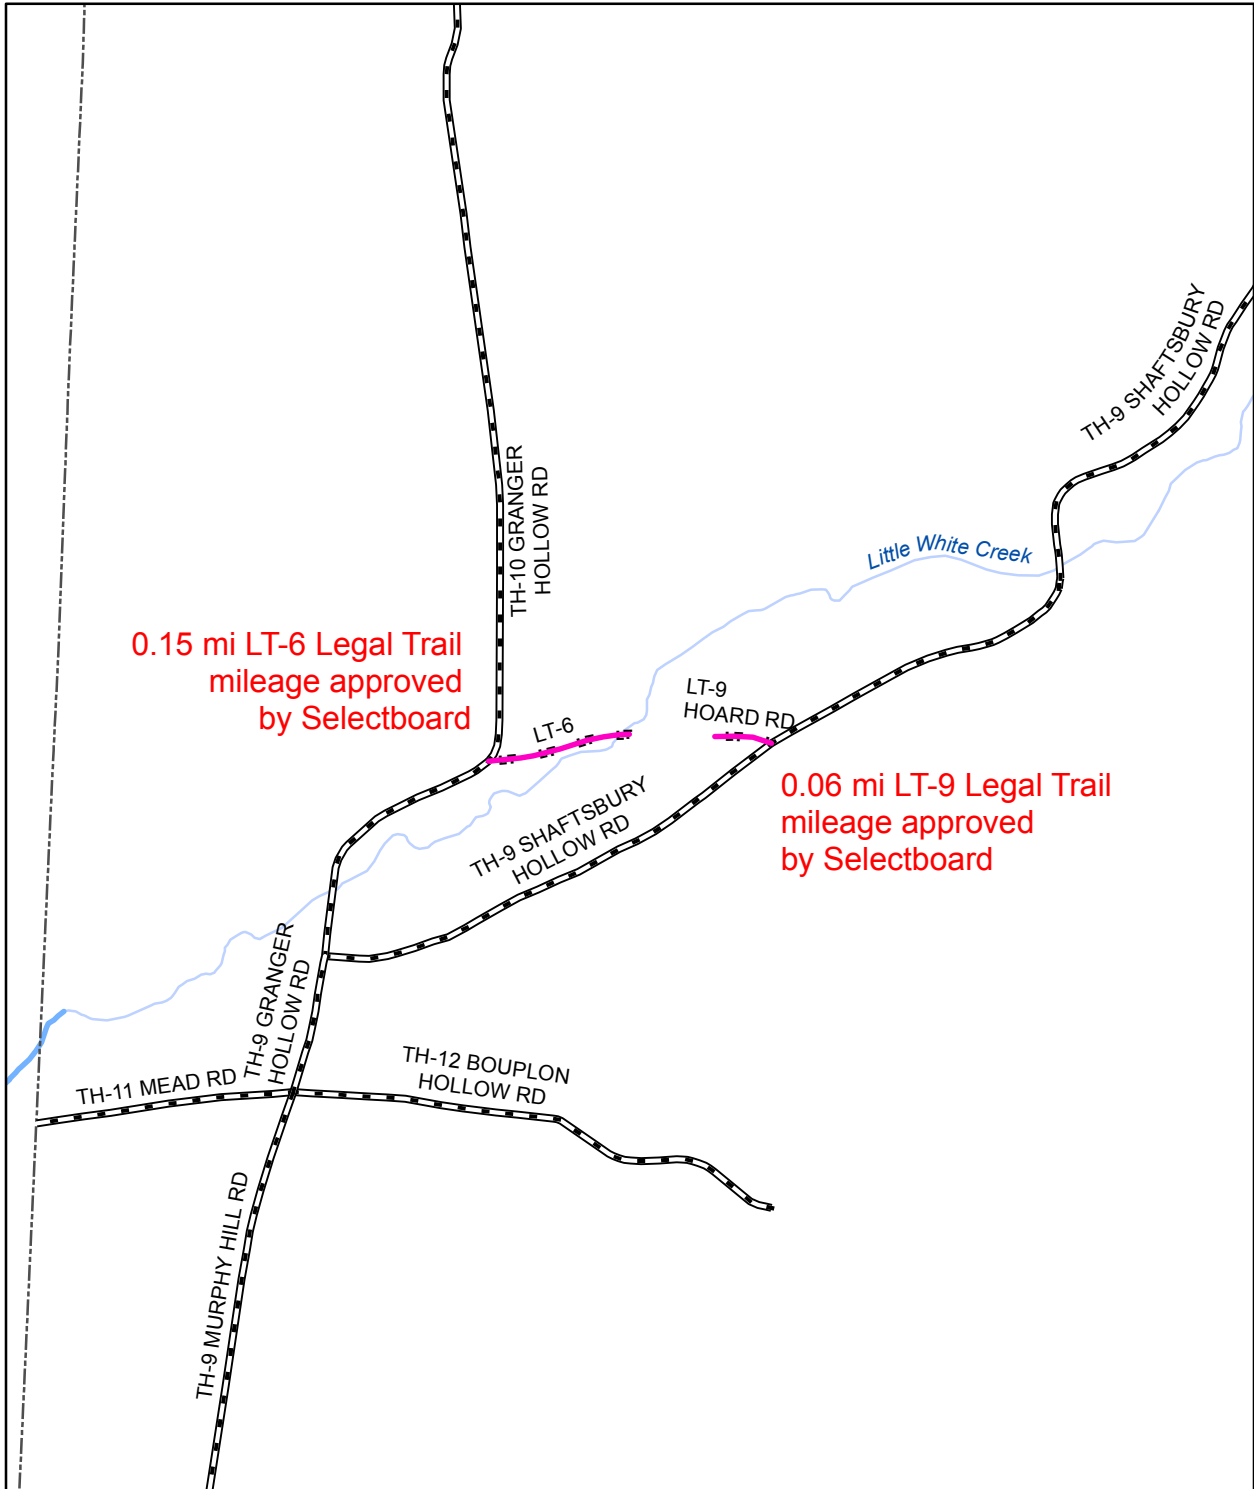 TH-9 SHAFTSBURY
HOLLOW RD
TH-10 GRANGER
HOLLOW RD
Little White Creek
0.15 mi LT-6 Legal Trail
mileage approved
by Selectboard
LT-6
LT-9
HOARD RD
0.06 mi LT-9 Legal Trail
mileage approved
by Selectboard
TH-9 SHAFTSBURY
HOLLOW RD
TH-9 GRANGER
HOLLOW RD
TH-11 MEAD RD
TH-12 BOUPLON
HOLLOW RD
TH-9 MURPHY HILL RD